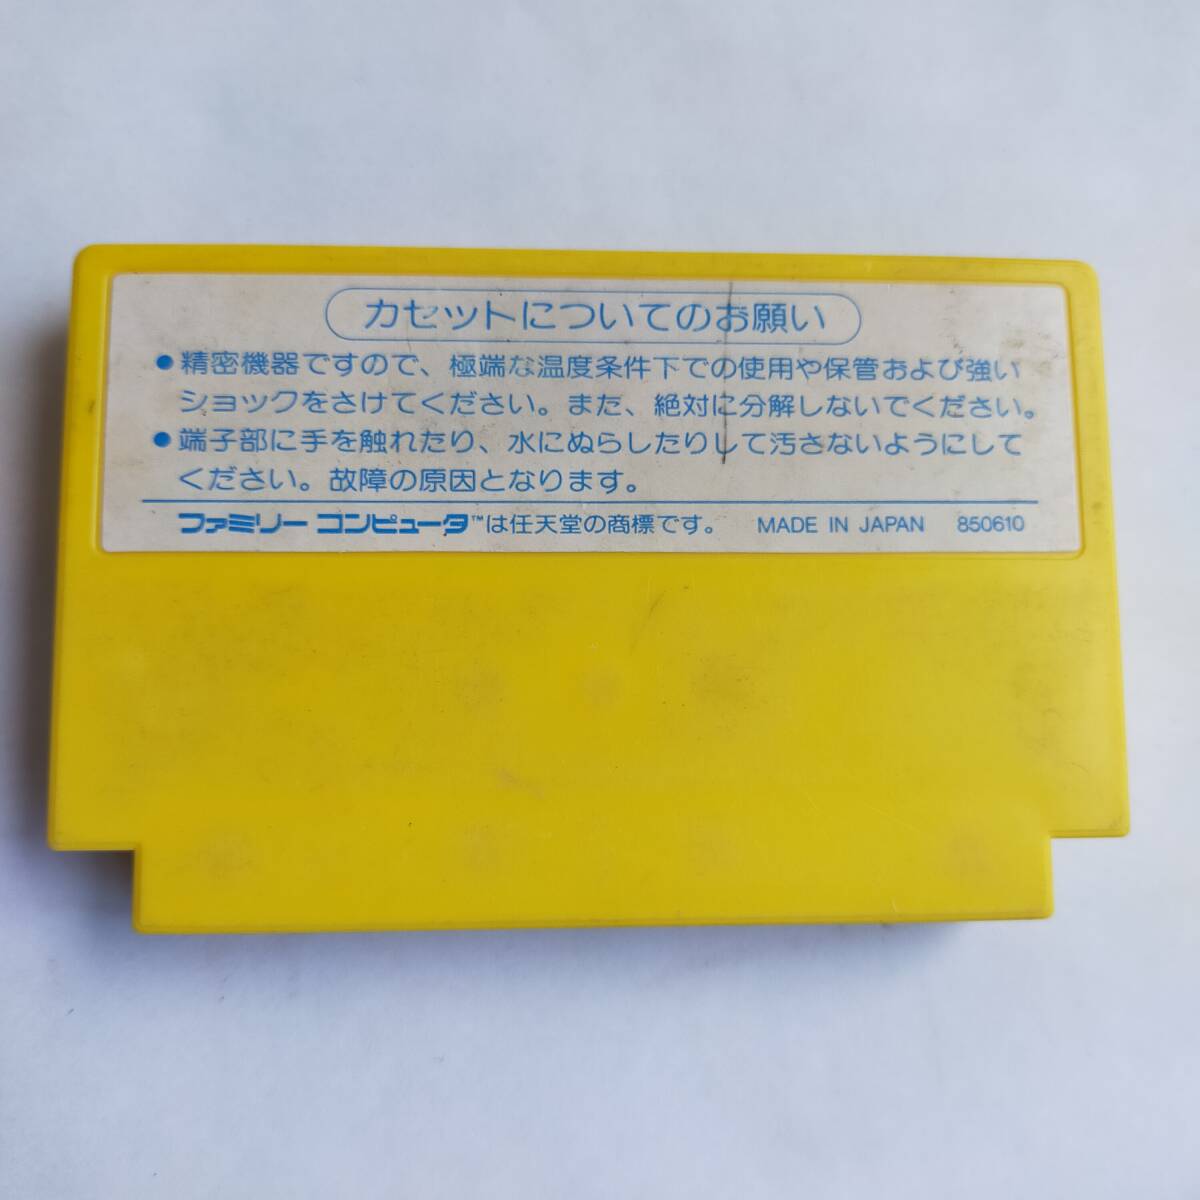 カセットについてのお願い
●精密機器ですので、極端な温度条件下での使用や保管および強い
ショックをさけてください。また、絶対に分解しないでください。
●端子部に手を触れたり、水にぬらしたりして汚さないようにして
ください。故障の原因となります。
ファミリー コンピュータ™は任天堂の商標です。 MADE IN JAPAN 850610